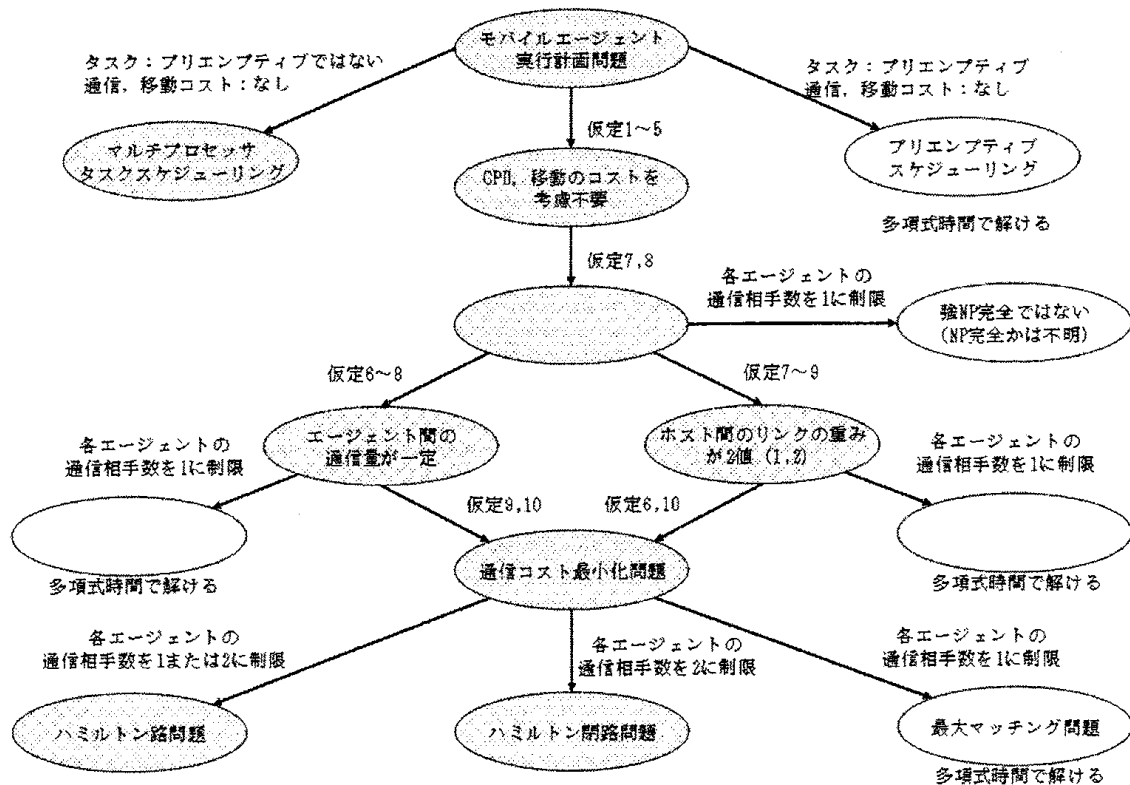 モバイルエージェント
実行計画問題
タスク：プリエンプティブではない
通信, 移動コスト：なし
タスク：プリエンプティブ
通信, 移動コスト：なし
仮定1～5
マルチプロセッサ
タスクスケジューリング
プリエンプティブ
スケジューリング
CPU, 移動のコストを
考慮不要
多項式時間で解ける
仮定7,8
各エージェントの
通信相手数を1に制限
強NP完全ではない
(NP完全かは不明)
仮定6～8
仮定7～9
エージェント間の
通信量が一定
ホスト間のリンクの重み
が2値 (1,2)
各エージェントの
通信相手数を1に制限
各エージェントの
通信相手数を1に制限
仮定9,10
仮定6,10
多項式時間で解ける
通信コスト最小化問題
多項式時間で解ける
各エージェントの
通信相手数を1または2に制限
各エージェントの
通信相手数を2に制限
各エージェントの
通信相手数を1に制限
ハミルトン路問題
ハミルトン閉路問題
最大マッチング問題
多項式時間で解ける